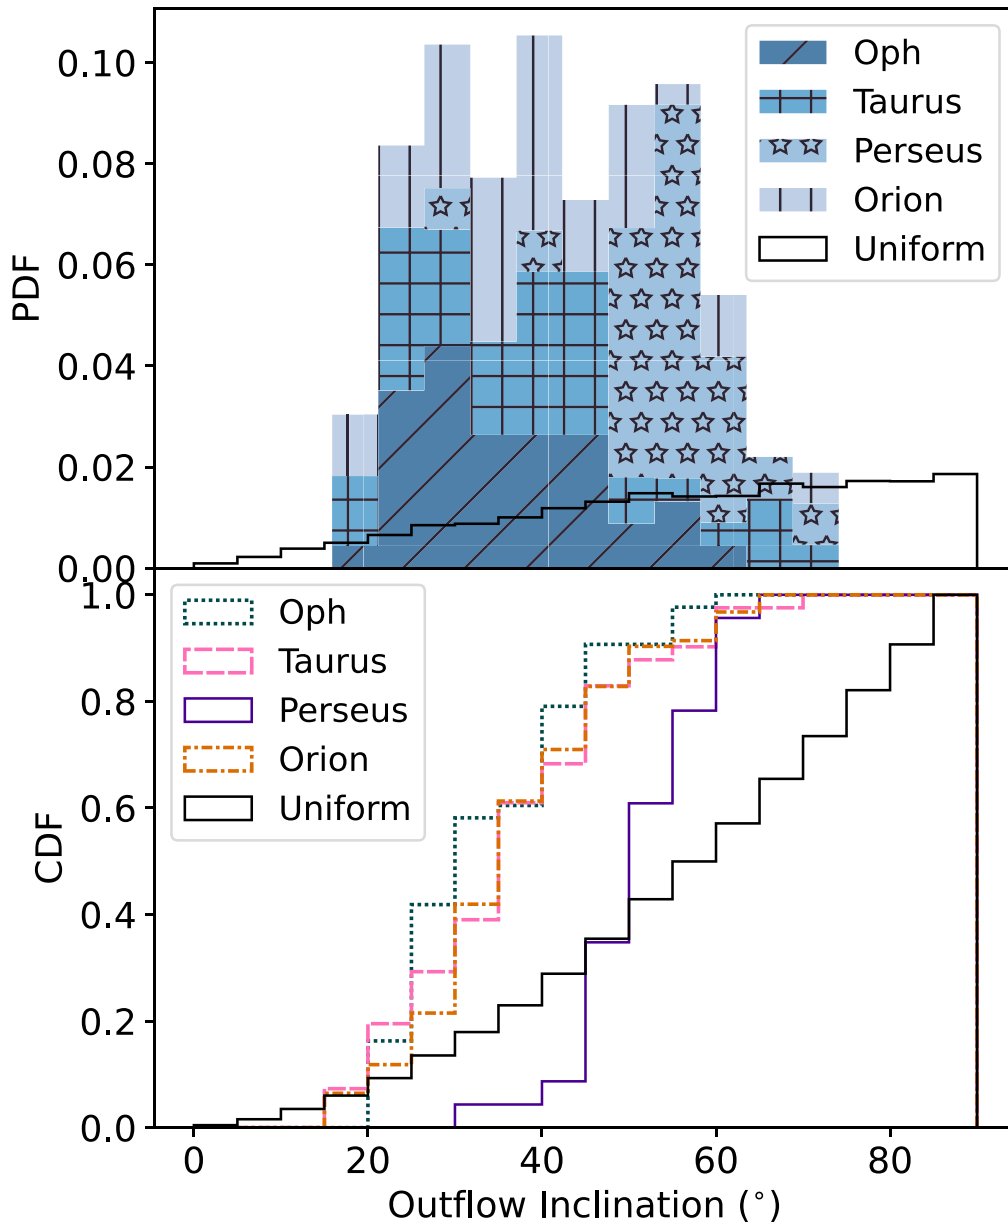 PDF
0.10
0.08
0.06
0.04
0.02
0.00
Oph
Taurus
Perseus
Orion
Uniform
CDF
1.0
0.8
0.6
0.4
0.2
0.0
Oph
Taurus
Perseus
Orion
Uniform
0 20 40 60 80
Outflow Inclination (°)